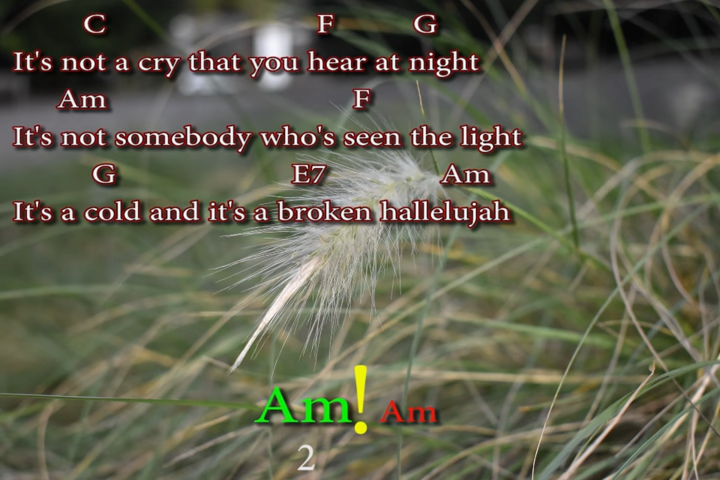 C F G
It's not a cry that you hear at night
Am F
It's not somebody who's seen the light
G E7 Am
It's a cold and it's a broken hallelujah
Am! Am
2